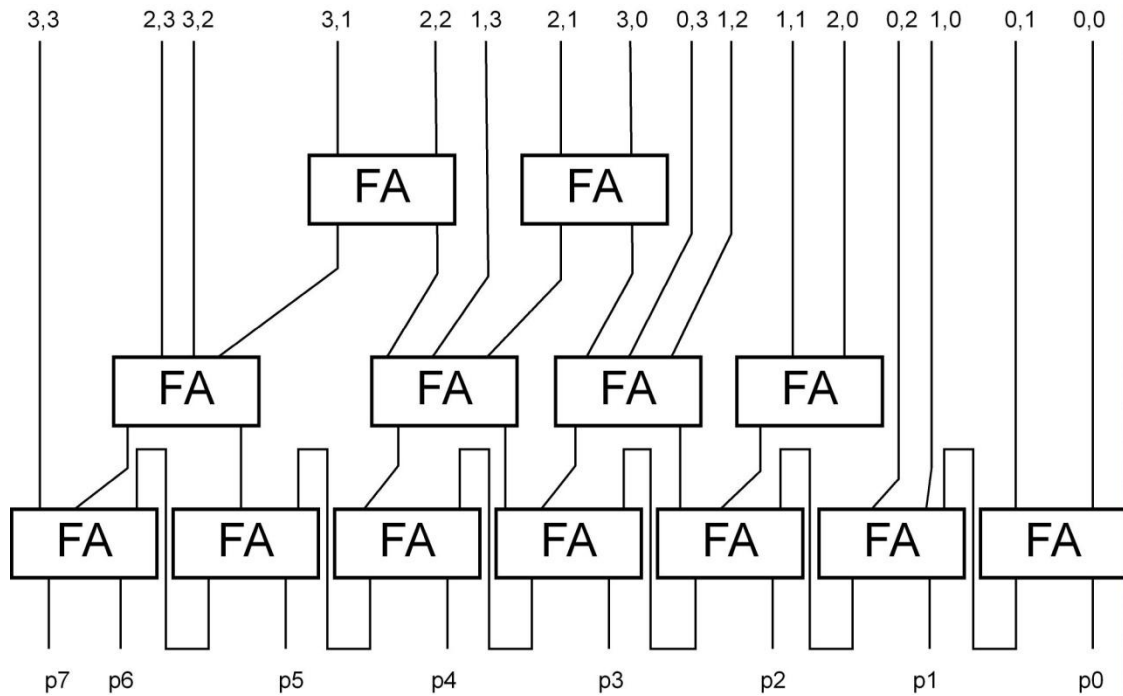 3,3 2,3 3,2 3,1 2,2 1,3 2,1 3,0 0,3 1,2 1,1 2,0 0,2 1,0 0,1 0,0
FA FA
FA FA FA FA
FA FA FA FA FA FA FA
p7 p6 p5 p4 p3 p2 p1 p0